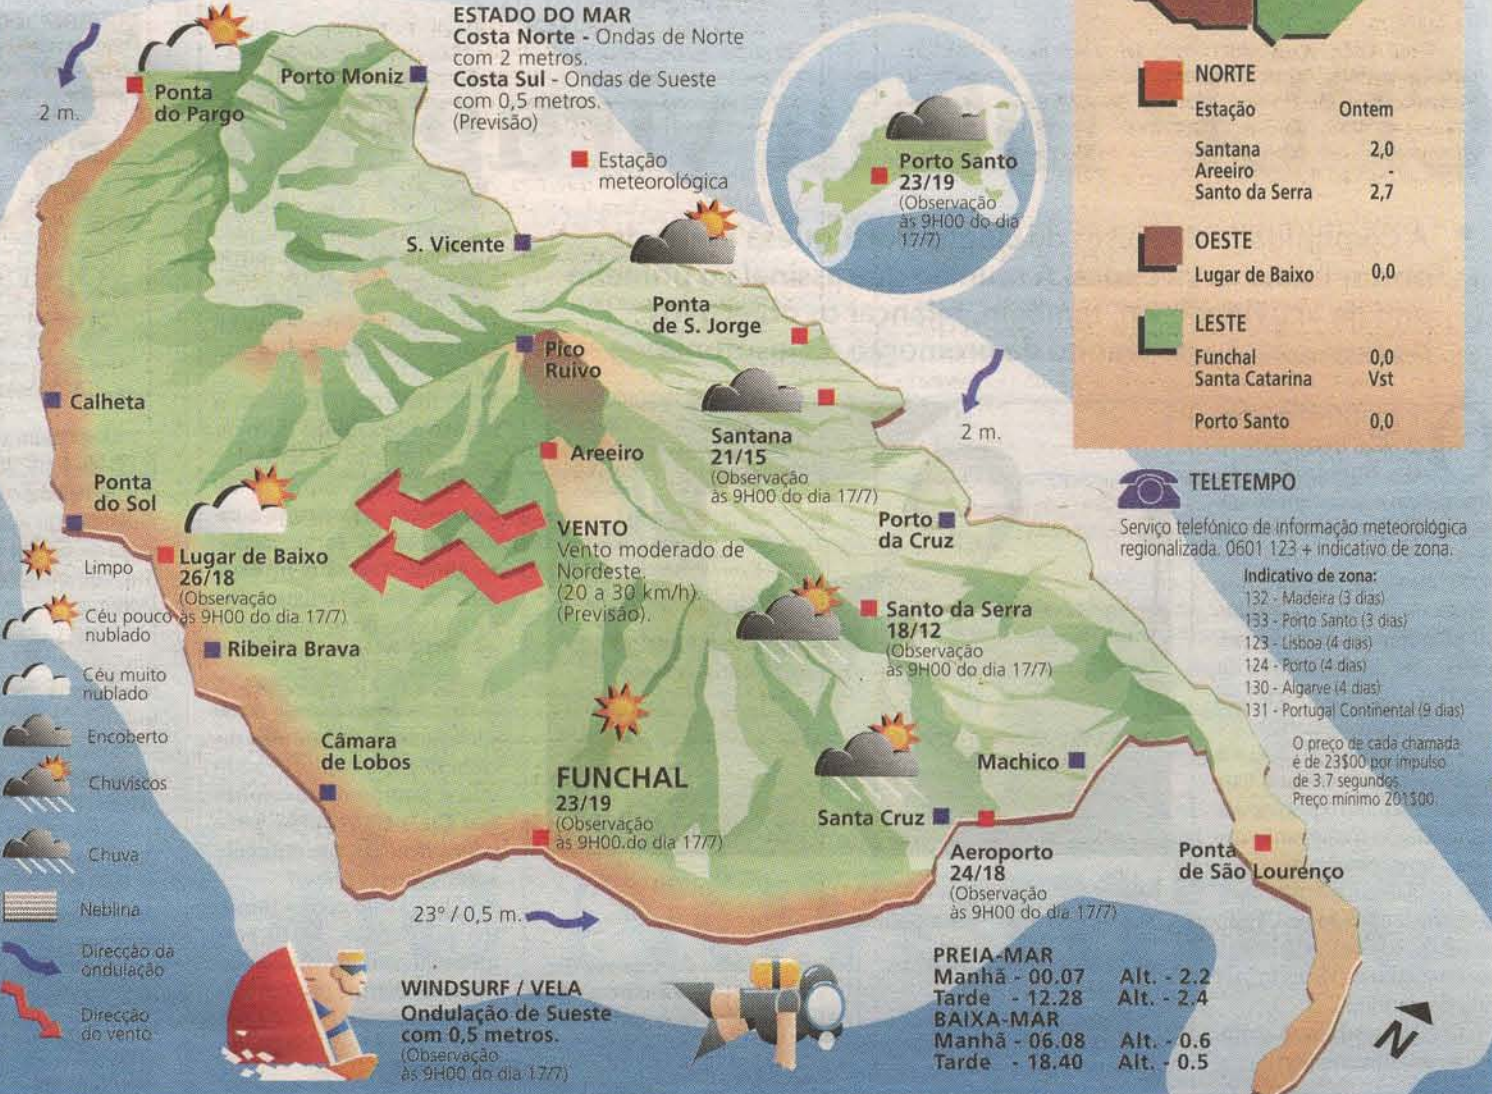 ESTADO DO MAR
Costa Norte - Ondas de Norte
com 2 metros.
Costa Sul - Ondas de Sueste
com 0,5 metros.
(Previsão)
Estação
meteorológica
2 m.
Ponta
do Pargo
Porto Moniz
S. Vicente
Porto Santo
23/19
(Observação
às 9H00 do dia
17/7)
Ponta
de S. Jorge
Pico
Ruivo
Calheta
Santana
21/15
(Observação
às 9H00 do dia 17/7)
2 m.
Areeiro
Ponta
do Sol
Porto
da Cruz
VENTO
Vento moderado de
Nordeste.
(20 a 30 km/h).
(Previsão).
Lugar de Baixo
26/18
(Observação
às 9H00 do dia 17/7)
Santo da Serra
18/12
(Observação
às 9H00 do dia 17/7)
Ribeira Brava
Câmara
de Lobos
FUNCHAL
23/19
(Observação
às 9H00.do dia 17/7)
Machico
Santa Cruz
Aeroporto
24/18
(Observação
às 9H00 do dia 17/7)
Ponta
de São Lourenço
23° / 0,5 m.
Limpo
Céu pouco
nublado
Céu muito
nublado
Encoberto
Chuviscos
Chuva
Neblina
Direcção da
ondulação
Direcção
do vento
WINDSURF / VELA
Ondulação de Sueste
com 0,5 metros.
(Observação
às 9H00 do dia 17/7)
PREIA-MAR
Manhã - 00.07 Alt. - 2.2
Tarde - 12.28 Alt. - 2.4
BAIXA-MAR
Manhã - 06.08 Alt. - 0.6
Tarde - 18.40 Alt. - 0.5
N
NORTE
Estação Ontem
Santana 2,0
Areeiro -
Santo da Serra 2,7
OESTE
Lugar de Baixo 0,0
LESTE
Funchal 0,0
Santa Catarina Vst
Porto Santo 0,0
TELETEMPO
Serviço telefónico de informação meteorológica
regionalizada. 0601 123 + indicativo de zona.
Indicativo de zona:
132 - Madeira (3 dias)
133 - Porto Santo (3 dias)
123 - Lisboa (4 dias)
124 - Porto (4 dias)
130 - Algarve (4 dias)
131 - Portugal Continental (9 dias)
O preço de cada chamada
é de 23$00 por impulso
de 3.7 segundos
Preço mínimo 201$00